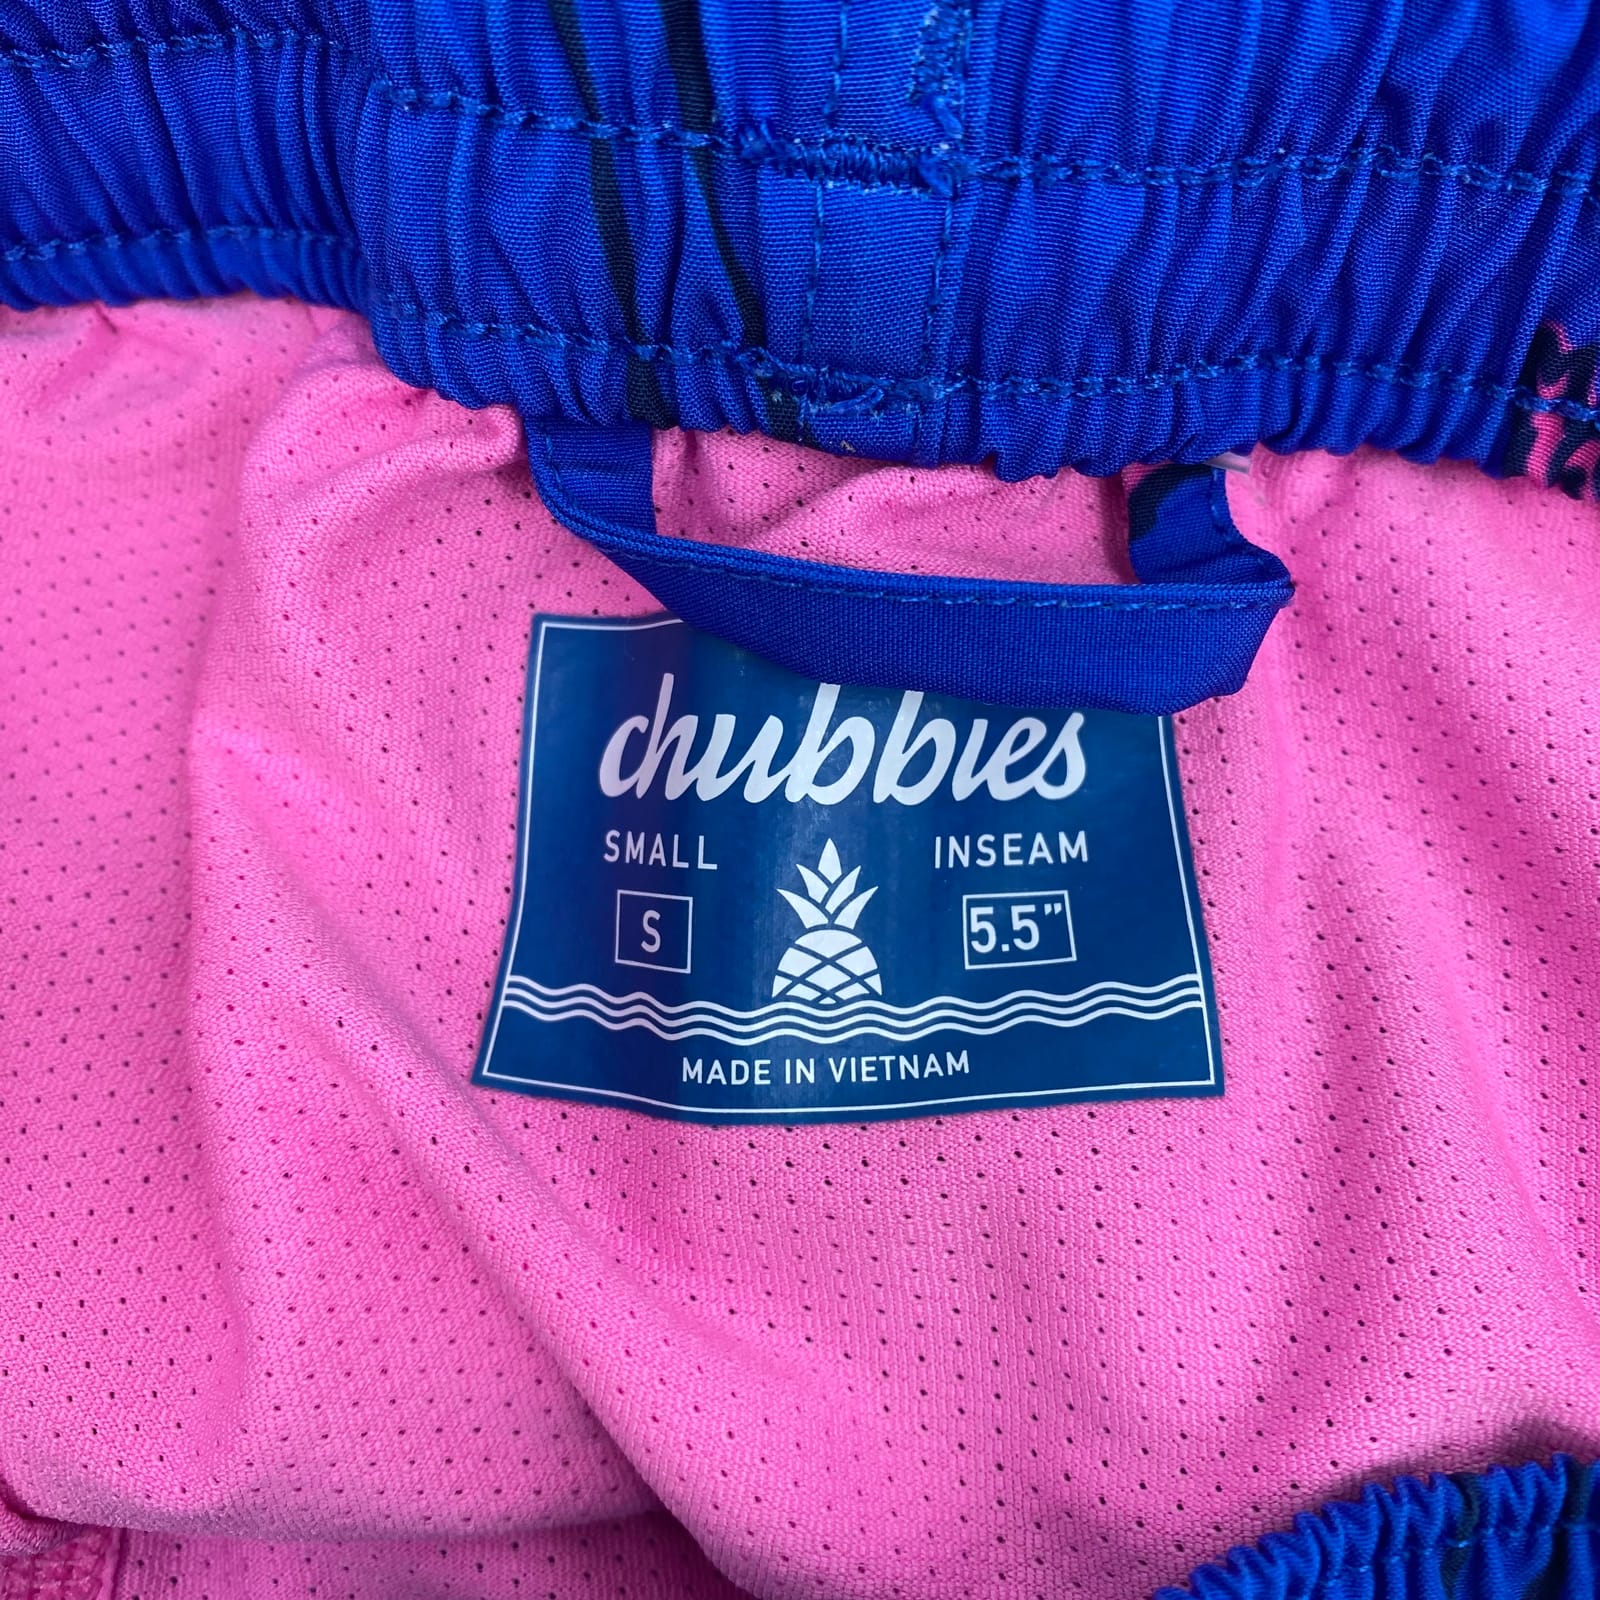 chubbies
SMALL INSEAM
S 5.5”
MADE IN VIETNAM